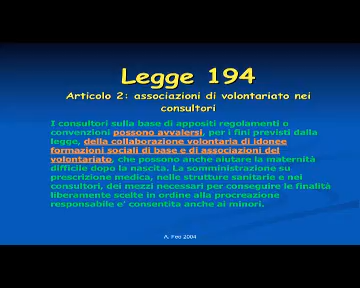 Legge 194
Articolo 2: associazioni di volontariato nei
consultori
I consultori sulla base di appositi regolamenti o
convenzioni possono avvalersi, per i fini previsti dalla
legge, della collaborazione volontaria di idonee
formazioni sociali di base e di associazioni del
volontariato, che possono anche aiutare la maternità
difficile dopo la nascita. La somministrazione su
prescrizione medica, nelle strutture sanitarie e nei
consultori, dei mezzi necessari per conseguire le finalità
liberamente scelte in ordine alla procreazione
responsabile e' consentita anche ai minori.
A. Feo 2004